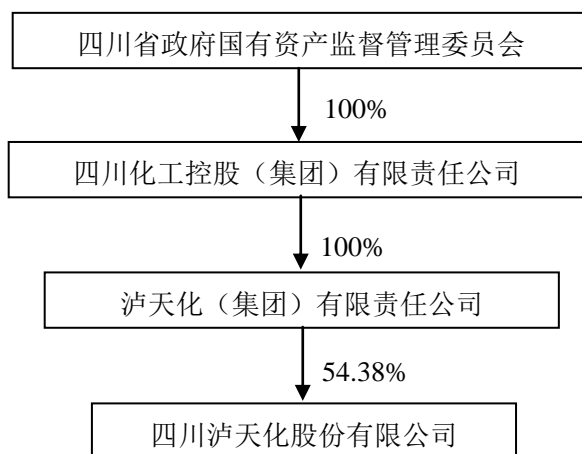 四川省政府国有资产监督管理委员会
100%
四川化工控股（集团）有限责任公司
100%
泸天化（集团）有限责任公司
54.38%
四川泸天化股份有限公司